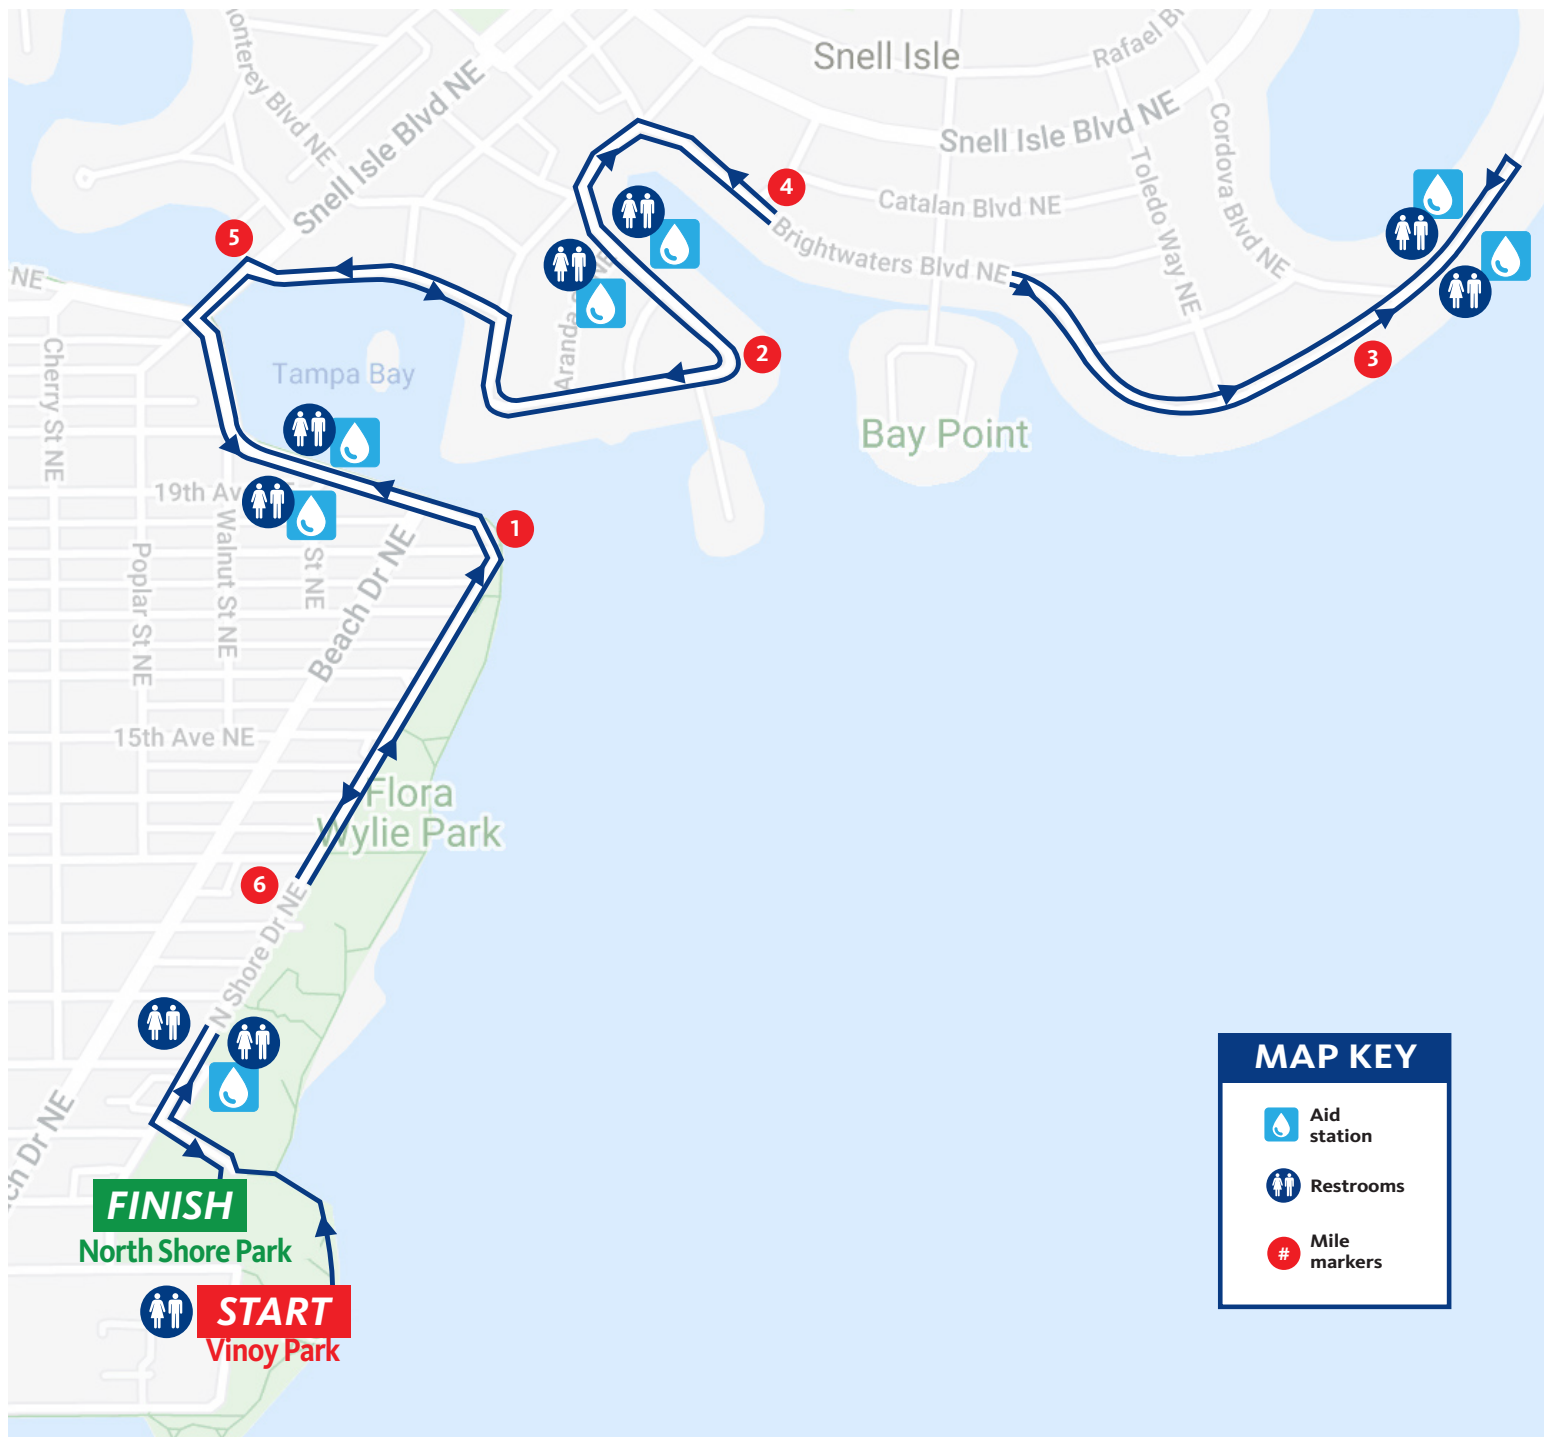 Snell Isle
Rafael Bl
Monterey Blvd NE
Snell Isle Blvd NE
Snell Isle Blvd NE
Cordova Blvd NE
Toledo Way NE
Catalan Blvd NE
4
Brightwaters Blvd NE
5
NE
Aranda
NE
2
3
Tampa Bay
Cherry St NE
Bay Point
19th Av
1
Walnut St NE
St NE
Poplar St NE
Beach Dr NE
15th Ave NE
Flora
Wylie Park
6
N Shore Dr NE
ch Dr NE
FINISH
North Shore Park
START
Vinoy Park
MAP KEY
Aid
station
Restrooms
#
Mile
markers